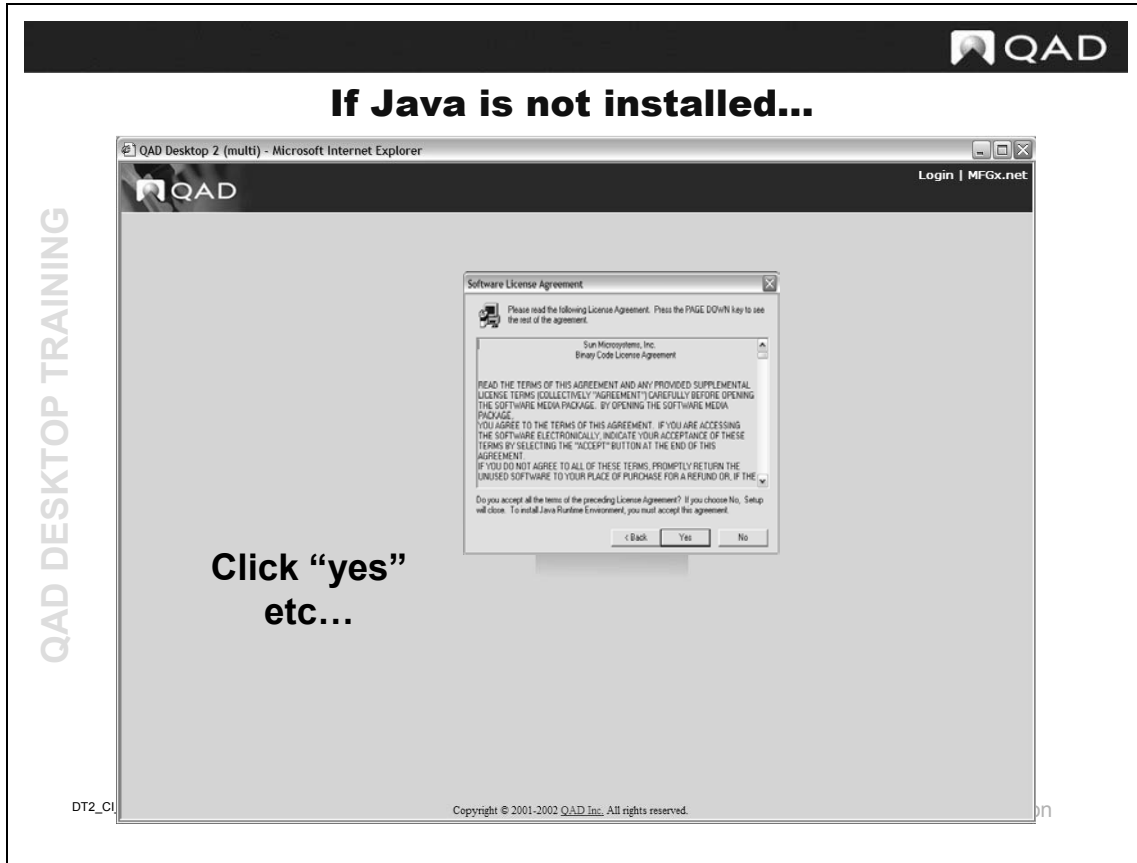 QAD
If Java is not installed...
QAD Desktop 2 (multi) - Microsoft Internet Explorer
QAD
Login | MFGx.net
QAD DESKTOP TRAINING
Software License Agreement
Please read the following License Agreement. Press the PAGE DOWN key to see
the rest of the agreement.
Sun Microsystems, Inc.
Binary Code License Agreement
READ THE TERMS OF THIS AGREEMENT AND ANY PROVIDED SUPPLEMENTAL
LICENSE TERMS (COLLECTIVELY "AGREEMENT") CAREFULLY BEFORE OPENING
THE SOFTWARE MEDIA PACKAGE. BY OPENING THE SOFTWARE MEDIA
PACKAGE,
YOU AGREE TO THE TERMS OF THIS AGREEMENT. IF YOU ARE ACCESSING
THE SOFTWARE ELECTRONICALLY, INDICATE YOUR ACCEPTANCE OF THESE
TERMS BY SELECTING THE "ACCEPT" BUTTON AT THE END OF THIS
AGREEMENT.
IF YOU DO NOT AGREE TO ALL OF THESE TERMS, PROMPTLY RETURN THE
UNUSED SOFTWARE TO YOUR PLACE OF PURCHASE FOR A REFUND OR, IF THE
Do you accept all the terms of the preceding License Agreement? If you choose No, Setup
will close. To install Java Runtime Environment, you must accept this agreement.
< Back Yes No
Click “yes”
etc…
DT2_CI
Copyright © 2001-2002 QAD Inc. All rights reserved.